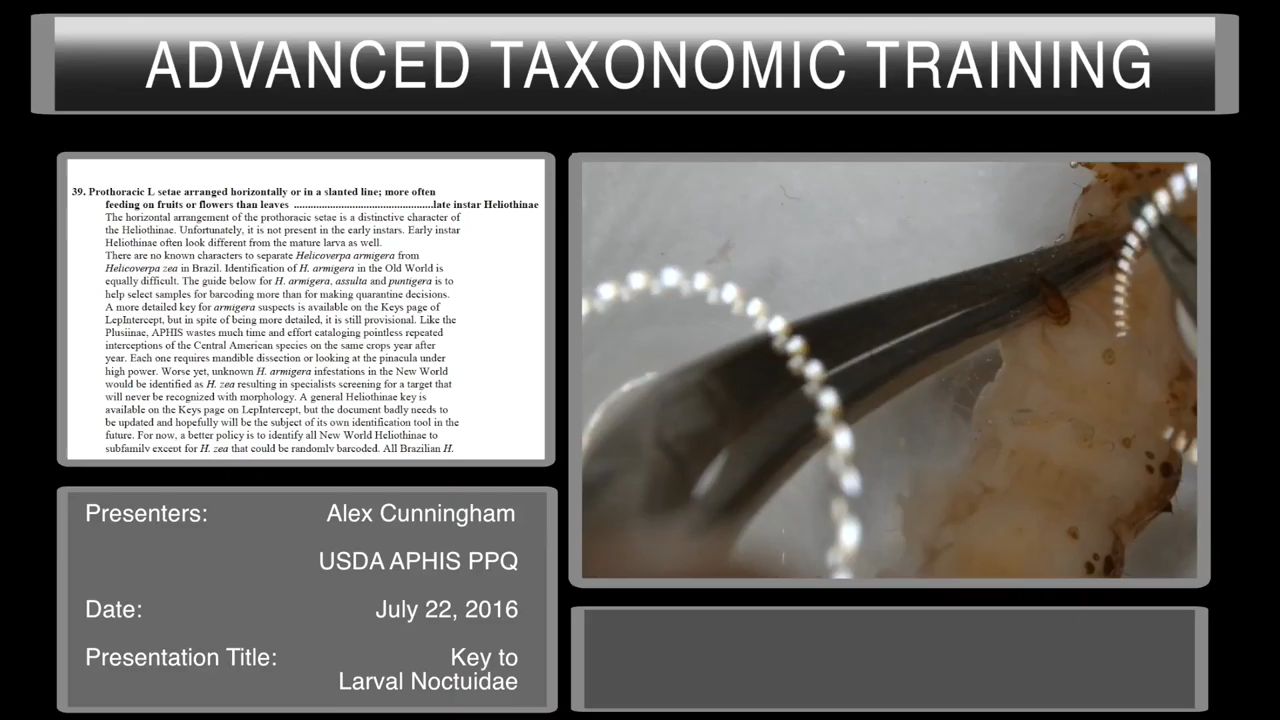 ADVANCED TAXONOMIC TRAINING
39. Prothoracic L setae arranged horizontally or in a slanted line; more often
feeding on fruits or flowers than leaves ..................................................late instar Heliothinae
The horizontal arrangement of the prothoracic setae is a distinctive character of
the Heliothinae. Unfortunately, it is not present in the early instars. Early instar
Heliothinae often look different from the mature larva as well.
There are no known characters to separate Helicoverpa armigera from
Helicoverpa zea in Brazil. Identification of H. armigera in the Old World is
equally difficult. The guide below for H. armigera, assulta and punctigera is to
help select samples for barcoding more than for making quarantine decisions.
A more detailed key for armigera suspects is available on the Keys page of
LepIntercept, but in spite of being more detailed, it is still provisional. Like the
Plusiinae, APHIS wastes much time and effort cataloging pointless repeated
interceptions of the Central American species on the same crops year after
year. Each one requires mandible dissection or looking at the pinacula under
high power. Worse yet, unknown H. armigera infestations in the New World
would be identified as H. zea resulting in specialists screening for a target that
will never be recognized with morphology. A general Heliothinae key is
available on the Keys page on LepIntercept, but the document badly needs to
be updated and hopefully will be the subject of its own identification tool in the
future. For now, a better policy is to identify all New World Heliothinae to
subfamily except for H. zea that could be randomly barcoded. All Brazilian H.
Presenters: Alex Cunningham
USDA APHIS PPQ
Date: July 22, 2016
Presentation Title: Key to
Larval Noctuidae